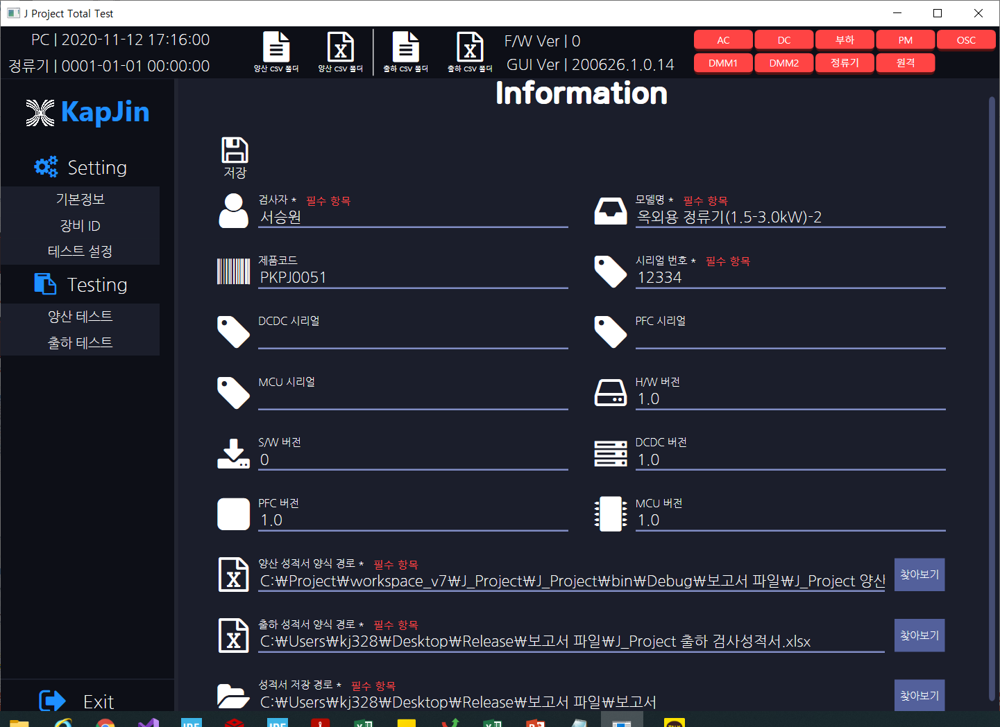 J Project Total Test
PC | 2020-11-12 17:16:00
정류기 | 0001-01-01 00:00:00
양산 CSV 폴더
양산 CSV 폴더
출하 CSV 폴더
출하 CSV 폴더
F/W Ver | 0
GUI Ver | 200626.1.0.14
AC DC 부하 PM OSC
DMM1 DMM2 정류기 원격
KapJin
Setting
기본정보
장비 ID
테스트 설정
Testing
양산 테스트
출하 테스트
Exit
Information
저장
검사자 * 필수 항목
서승원
모델명 * 필수 항목
옥외용 정류기(1.5-3.0kW)-2
제품코드
PKPJ0051
시리얼 번호 * 필수 항목
12334
DCDC 시리얼
PFC 시리얼
MCU 시리얼
H/W 버전
1.0
S/W 버전
0
DCDC 버전
1.0
PFC 버전
1.0
MCU 버전
1.0
양산 성적서 양식 경로 * 필수 항목
C:₩Project₩workspace_v7₩J_Project₩J_Project₩bin₩Debug₩보고서 파일₩J_Project 양산
찾아보기
출하 성적서 양식 경로 * 필수 항목
C:₩Users₩kj328₩Desktop₩Release₩보고서 파일₩J_Project 출하 검사성적서.xlsx
찾아보기
성적서 저장 경로 * 필수 항목
C:₩Users₩kj328₩Desktop₩Release₩보고서 파일₩보고서
찾아보기